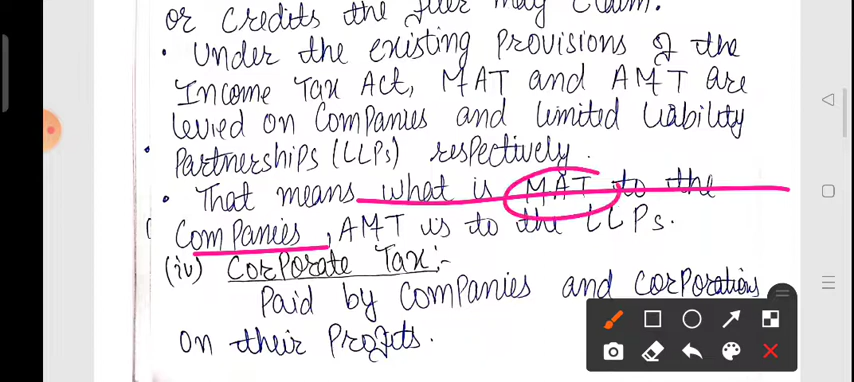 or credits the filer may claim.
• Under the existing provisions of the
Income Tax Act, MAT and AMT are
levied on Companies and limited liability
Partnerships (LLPs) respectively.
• That means what is MAT to the
Companies, AMT is to the LLPs.
(iv) Corporate Tax:-
Paid by Companies and corporations
on their Profits.